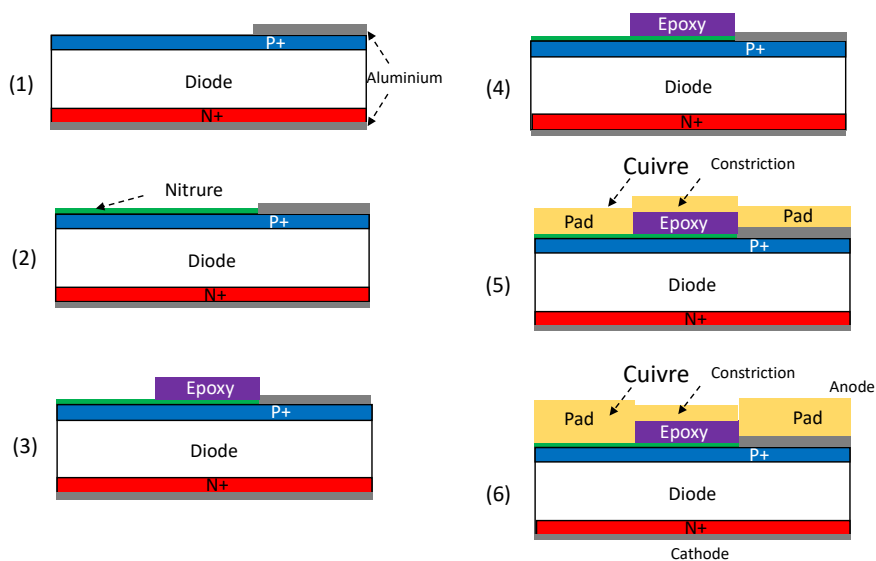 (1)
P+
Diode
N+
Aluminium
(2)
Nitrure
P+
Diode
N+
(3)
Epoxy
P+
Diode
N+
(4)
Epoxy
P+
Diode
N+
(5)
Cuivre
Constriction
Pad
Epoxy
Pad
P+
Diode
N+
(6)
Cuivre
Constriction
Anode
Pad
Epoxy
Pad
P+
Diode
N+
Cathode